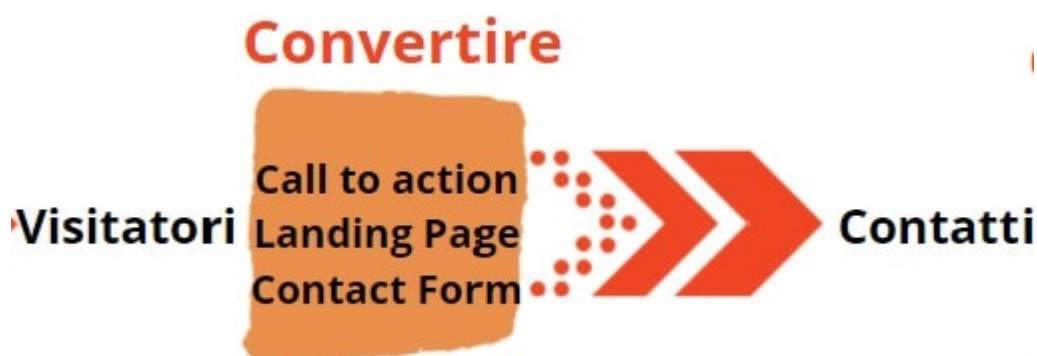 Convertire
Call to action
Visitatori
Landing Page
Contatti
Contact Form